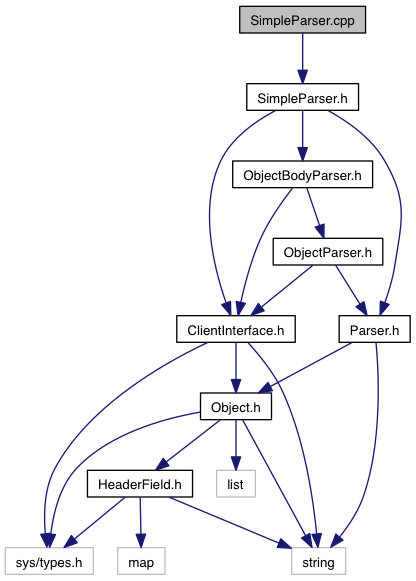 SimpleParser.cpp
SimpleParser.h
ObjectBodyParser.h
ObjectParser.h
ClientInterface.h
Parser.h
Object.h
HeaderField.h
list
sys/types.h
map
string